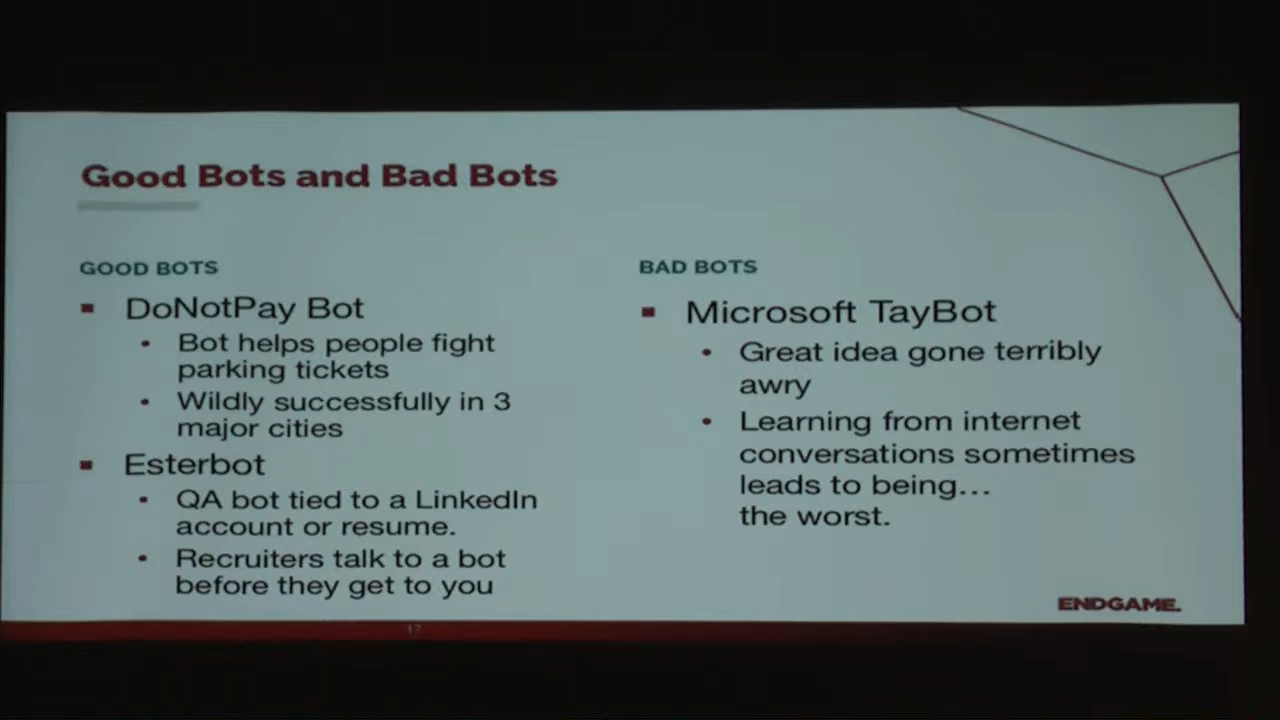 Good Bots and Bad Bots
GOOD BOTS
DoNotPay Bot
Bot helps people fight
parking tickets
Wildly successfully in 3
major cities
Esterbot
QA bot tied to a LinkedIn
account or resume.
Recruiters talk to a bot
before they get to you
BAD BOTS
Microsoft TayBot
Great idea gone terribly
awry
Learning from internet
conversations sometimes
leads to being...
the worst.
ENDGAME.
17